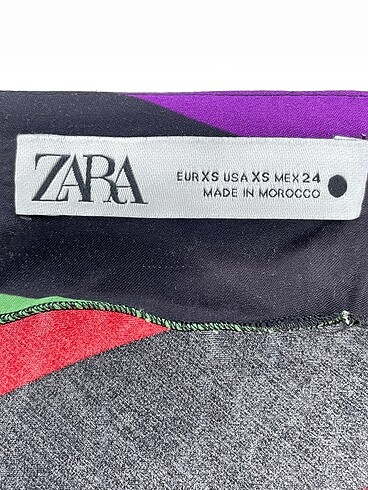 ZARA
EUR XS USA XS MEX 24
MADE IN MOROCCO